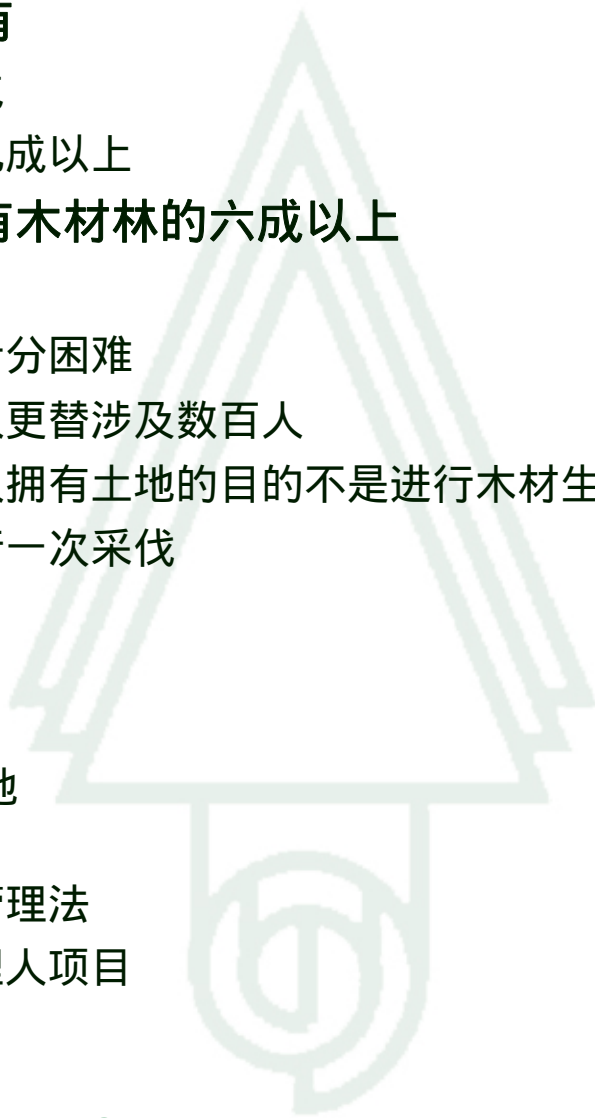 有
成以上
有木材林的六成以上
分困难
更替涉及数百人
拥有土地的目的不是进行木材生
一次采伐
地
管理法
理人项目